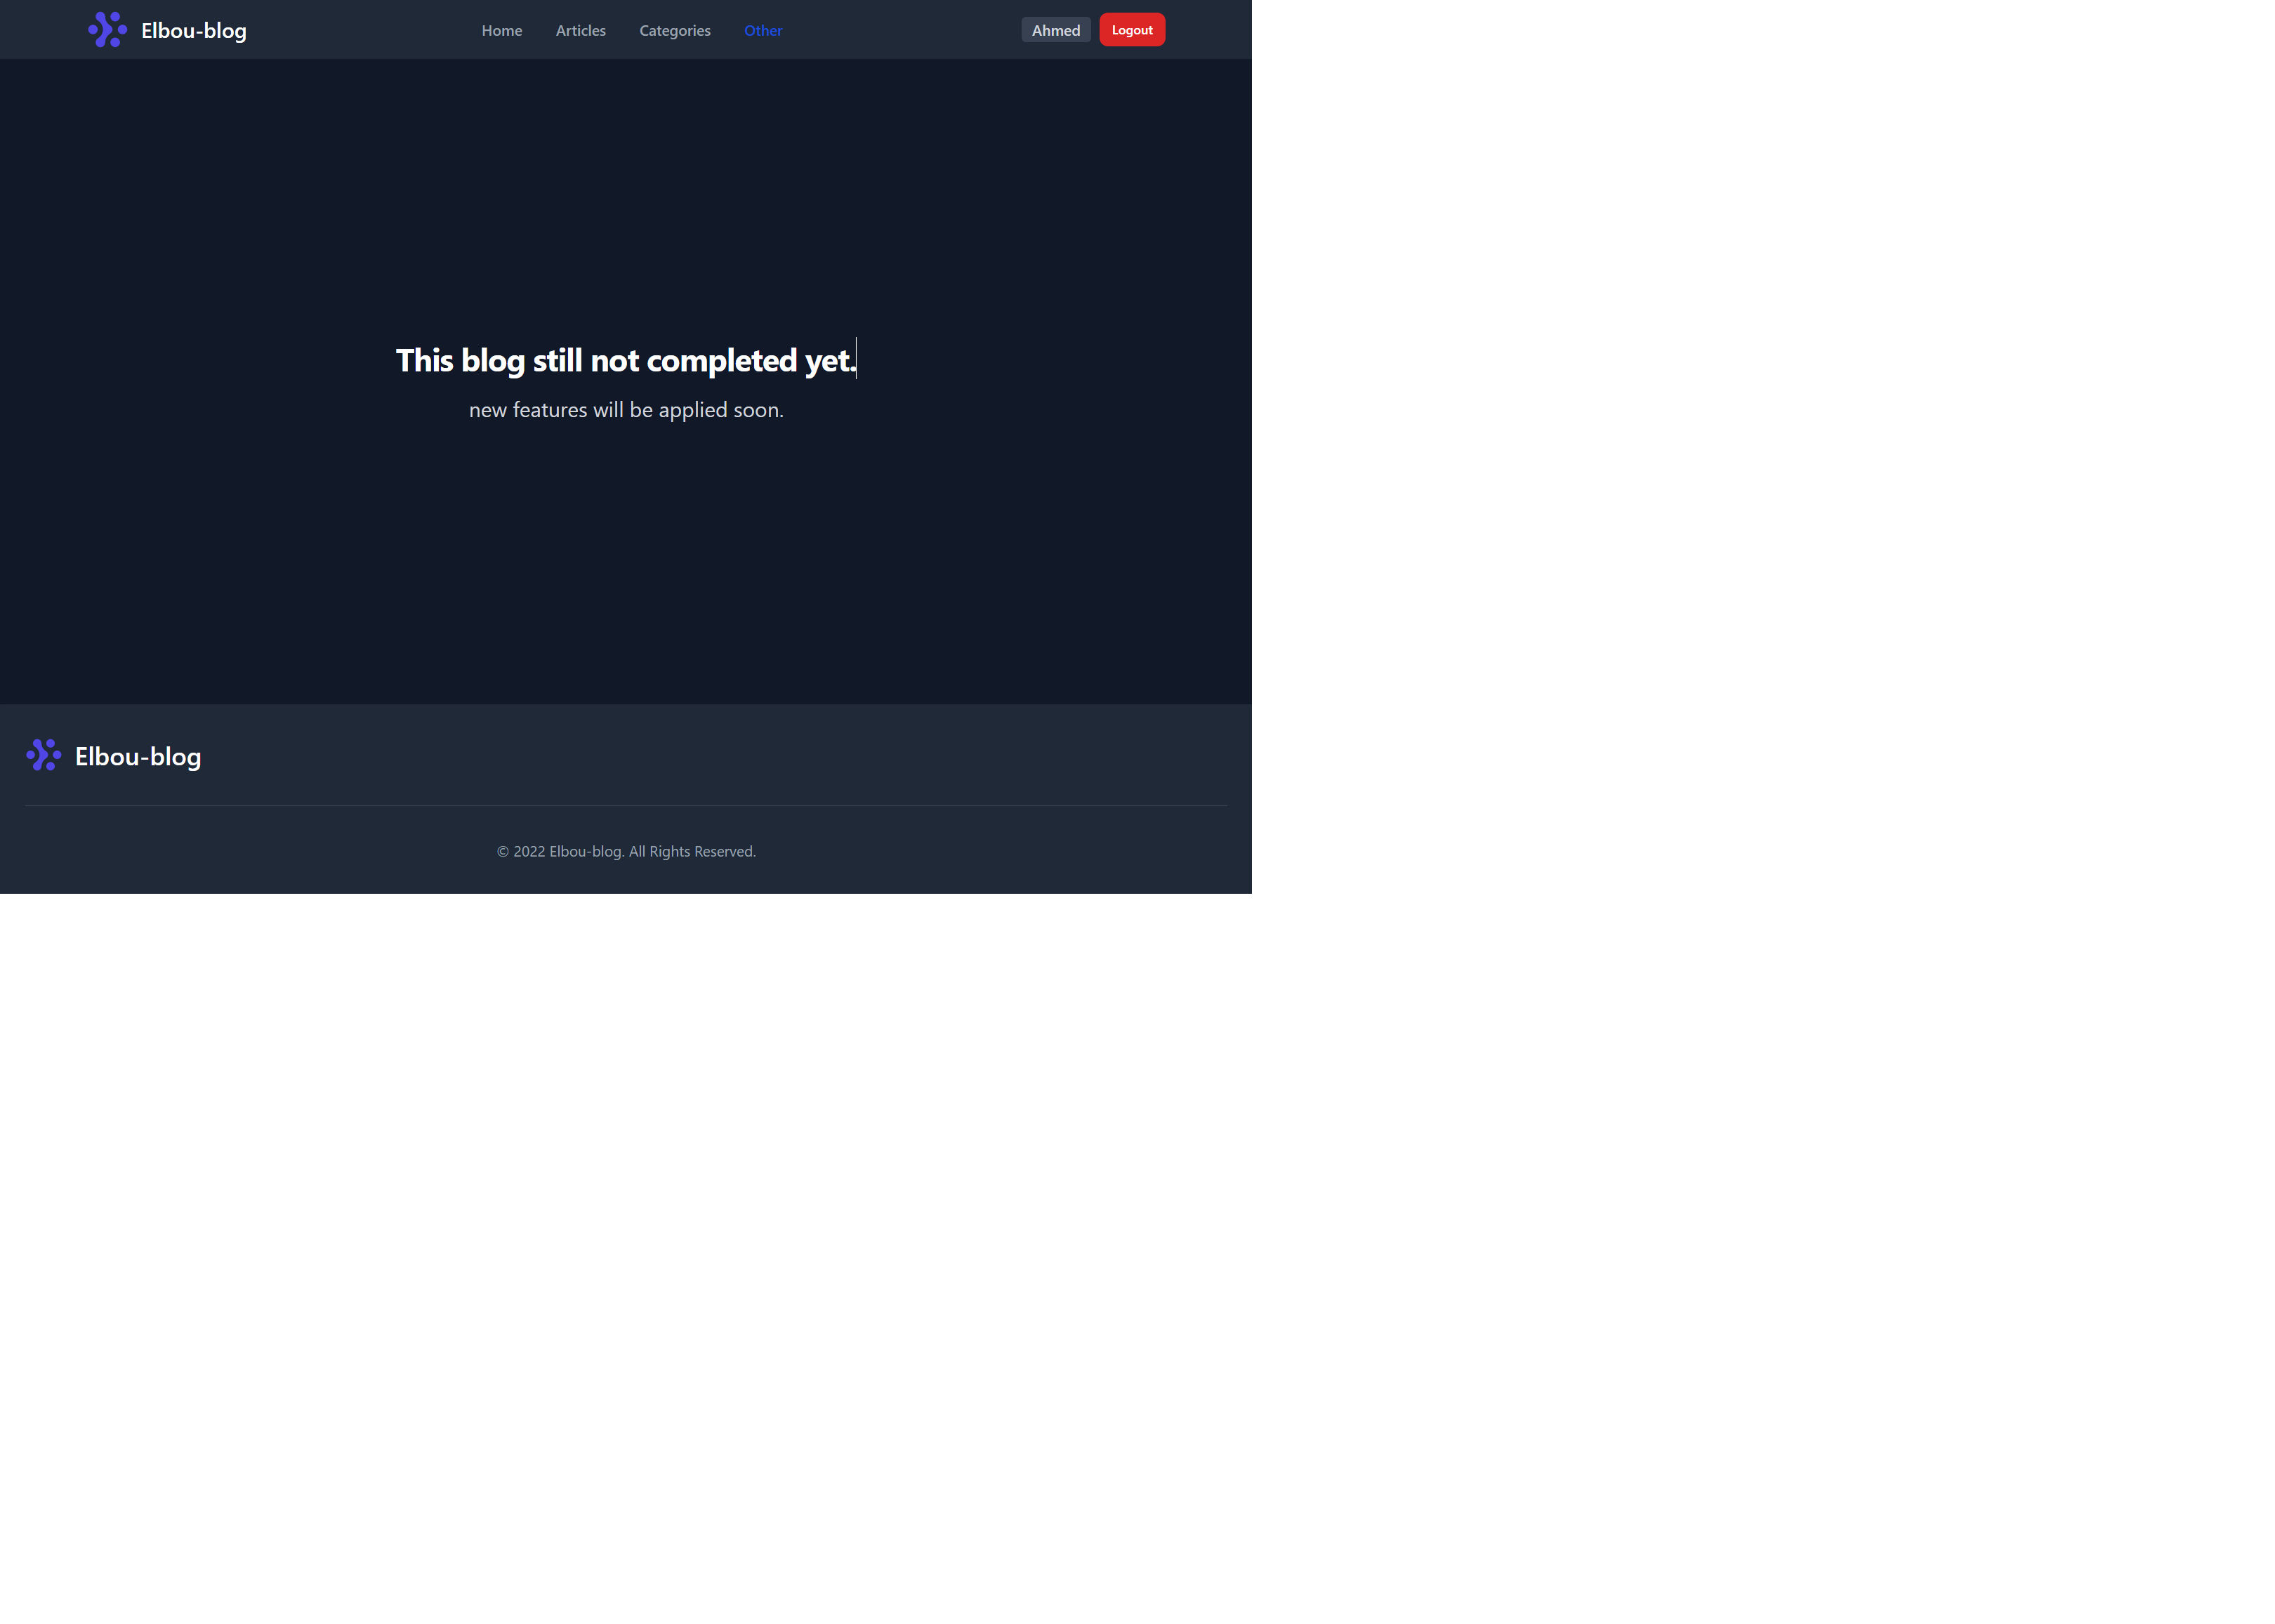 Elbou-blog
Home Articles Categories Other
Ahmed Logout
This blog still not completed yet.
new features will be applied soon.
Elbou-blog
© 2022 Elbou-blog. All Rights Reserved.